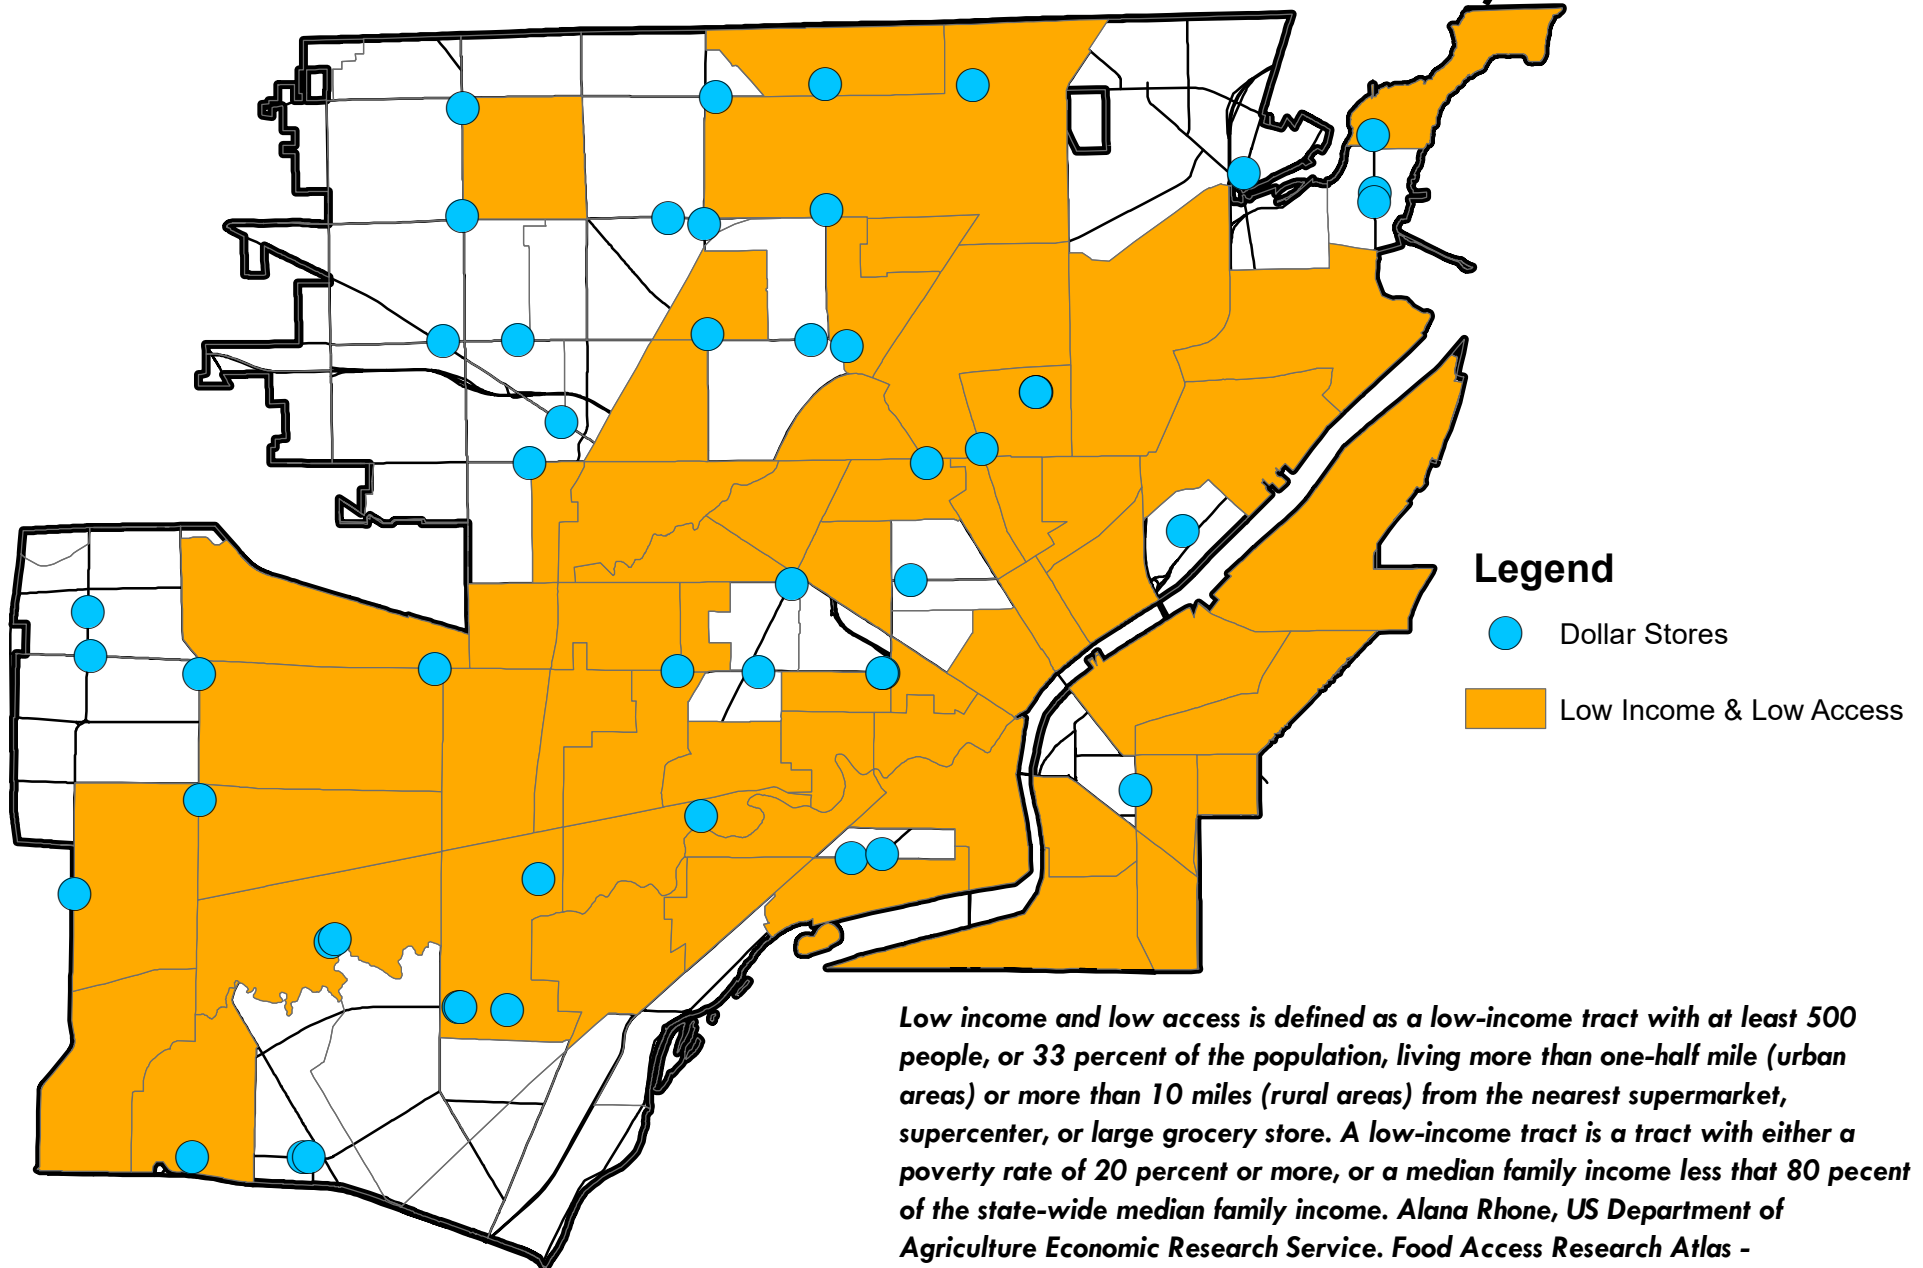 Legend
Dollar Stores
Low Income & Low Access
Low income and low access is defined as a low-income tract with at least 500
people, or 33 percent of the population, living more than one-half mile (urban
areas) or more than 10 miles (rural areas) from the nearest supermarket,
supercenter, or large grocery store. A low-income tract is a tract with either a
poverty rate of 20 percent or more, or a median family income less that 80 pecent
of the state-wide median family income. Alana Rhone, US Department of
Agriculture Economic Research Service. Food Access Research Atlas -